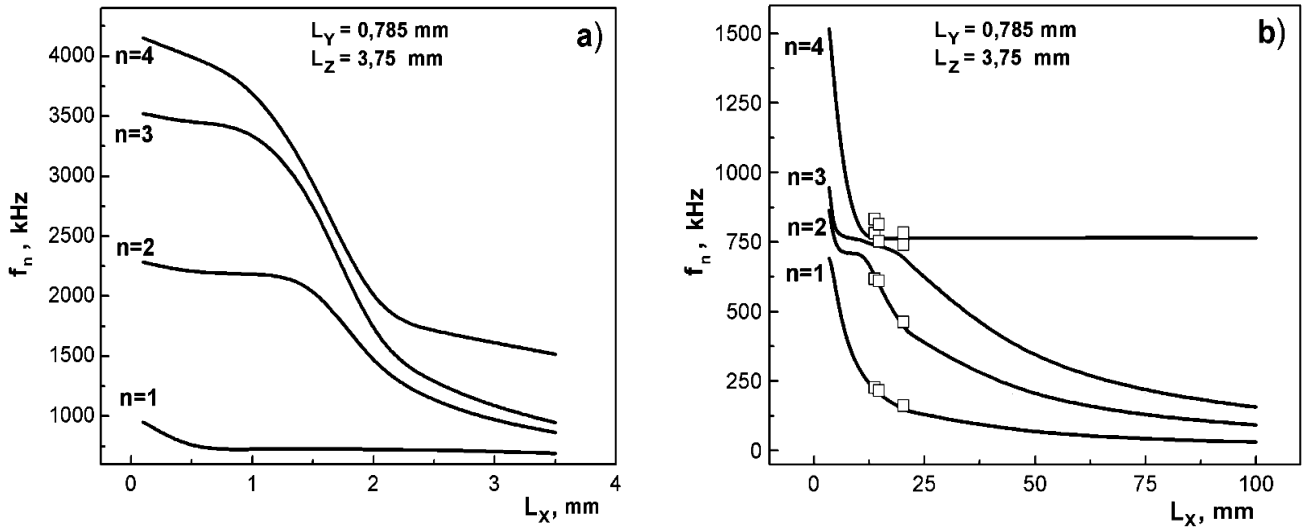 a)
L_Y = 0,785 mm
L_Z = 3,75 mm
n=4
n=3
n=2
n=1
4000
3500
3000
2500
2000
1500
1000
f_n , kHz
0 1 2 3 4
L_X, mm
b)
L_Y = 0,785 mm
L_Z = 3,75 mm
n=4
n=3
n=2
n=1
1500
1250
1000
750
500
250
0
f_n , kHz
0 25 50 75 100
L_X, mm